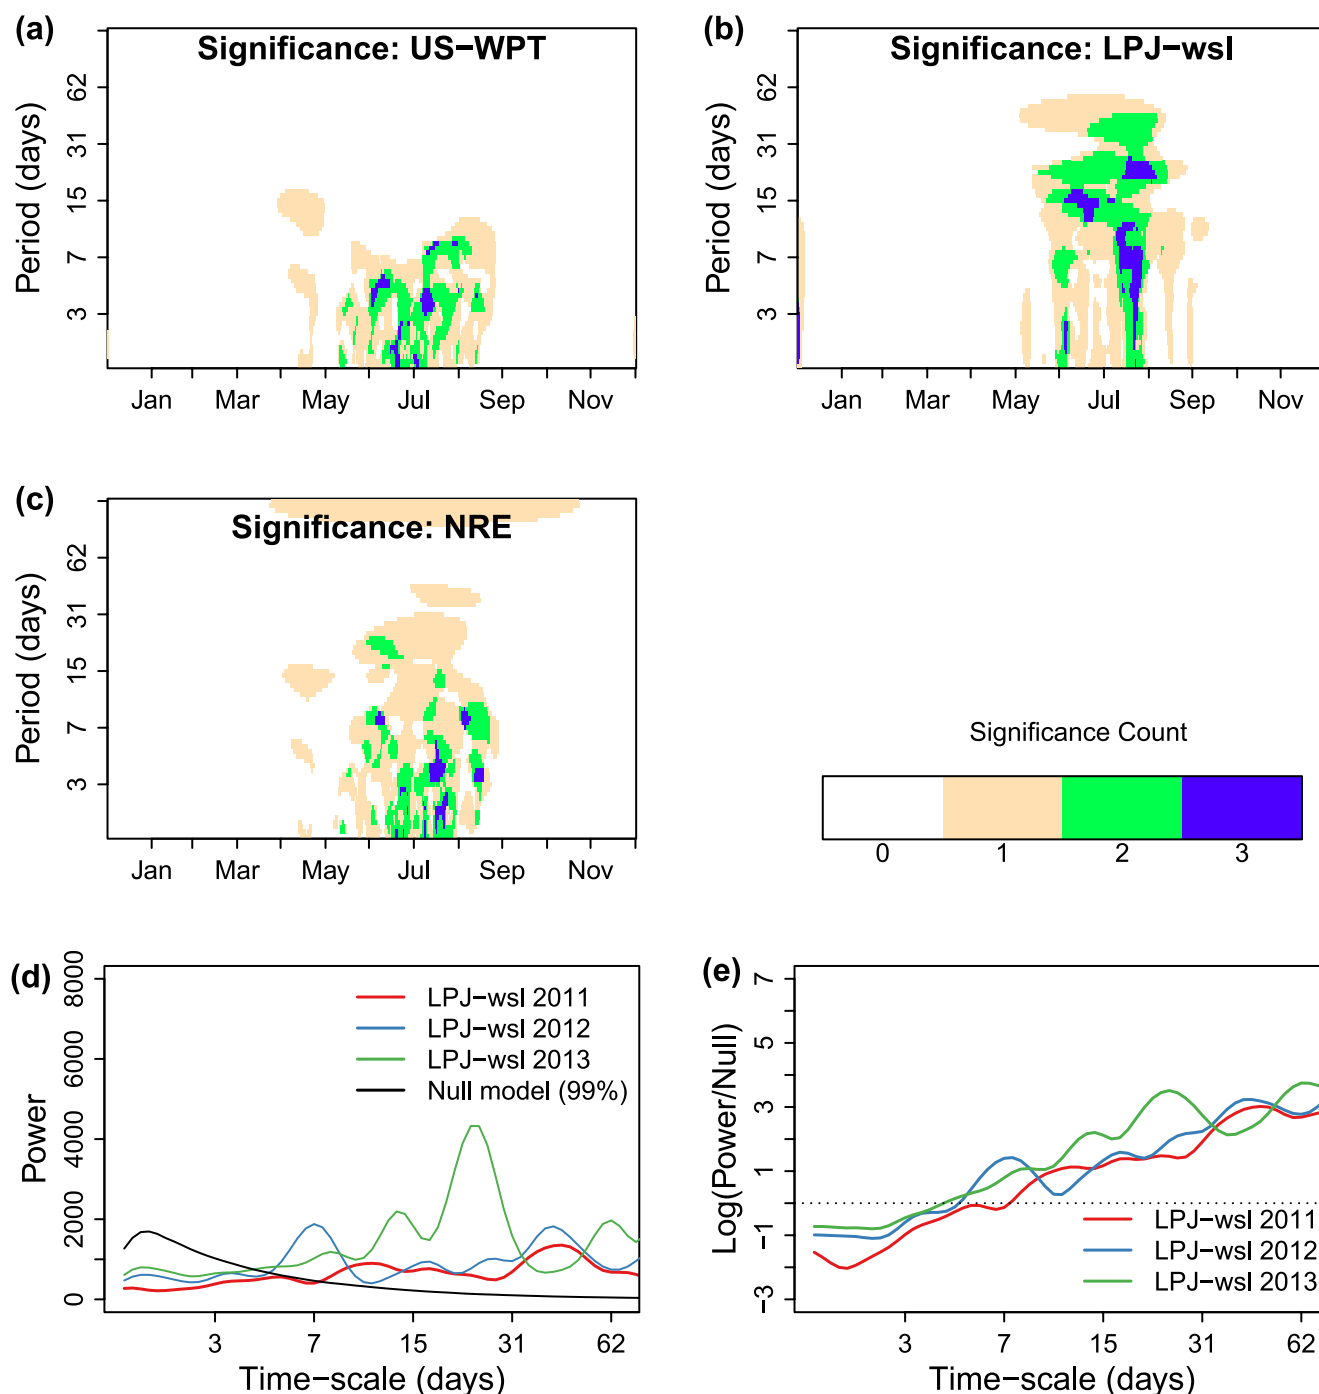 (a)
Significance: US−WPT
Period (days)
62
31
15
7
3
Jan Mar May Jul Sep Nov
(b)
Significance: LPJ−wsl
Period (days)
62
31
15
7
3
Jan Mar May Jul Sep Nov
(c)
Significance: NRE
Period (days)
62
31
15
7
3
Jan Mar May Jul Sep Nov
Significance Count
0 1 2 3
(d)
Power
8000
6000
4000
2000
0
LPJ−wsl 2011
LPJ−wsl 2012
LPJ−wsl 2013
Null model (99%)
3 7 15 31 62
Time−scale (days)
(e)
Log(Power/Null)
7
5
3
1
−1
−3
LPJ−wsl 2011
LPJ−wsl 2012
LPJ−wsl 2013
3 7 15 31 62
Time−scale (days)